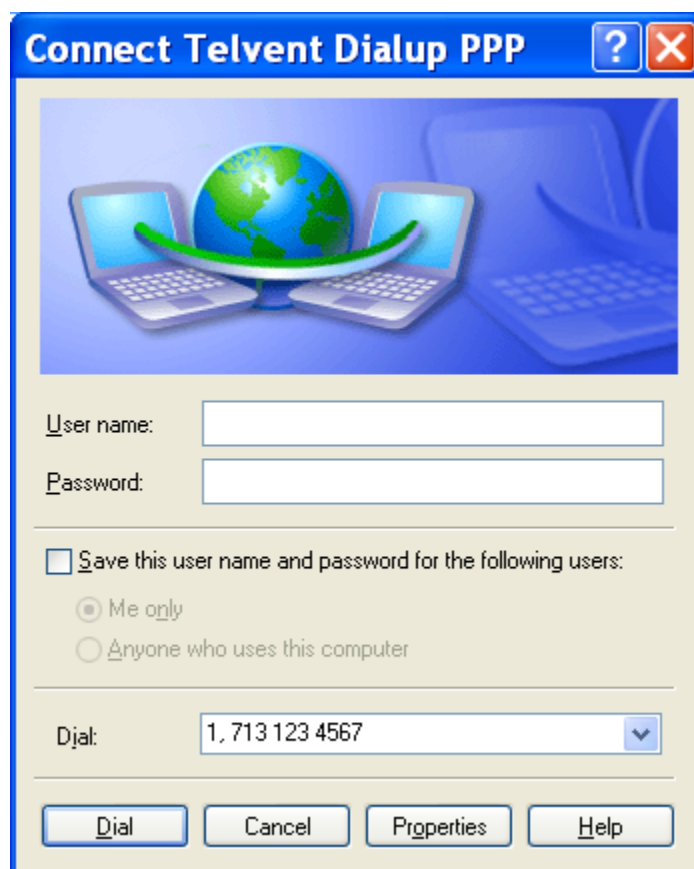 Connect Telvent Dialup PPP
User name:
Password:
Save this user name and password for the following users:
Me only
Anyone who uses this computer
Dial:
1, 713 123 4567
Dial
Cancel
Properties
Help